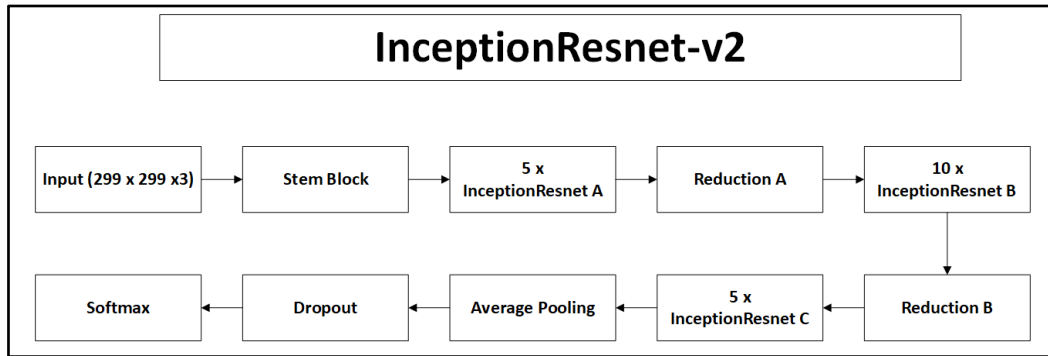 InceptionResnet-v2
Input (299 x 299 x3)
Stem Block
5 x
InceptionResnet A
Reduction A
10 x
InceptionResnet B
Reduction B
5 x
InceptionResnet C
Average Pooling
Dropout
Softmax